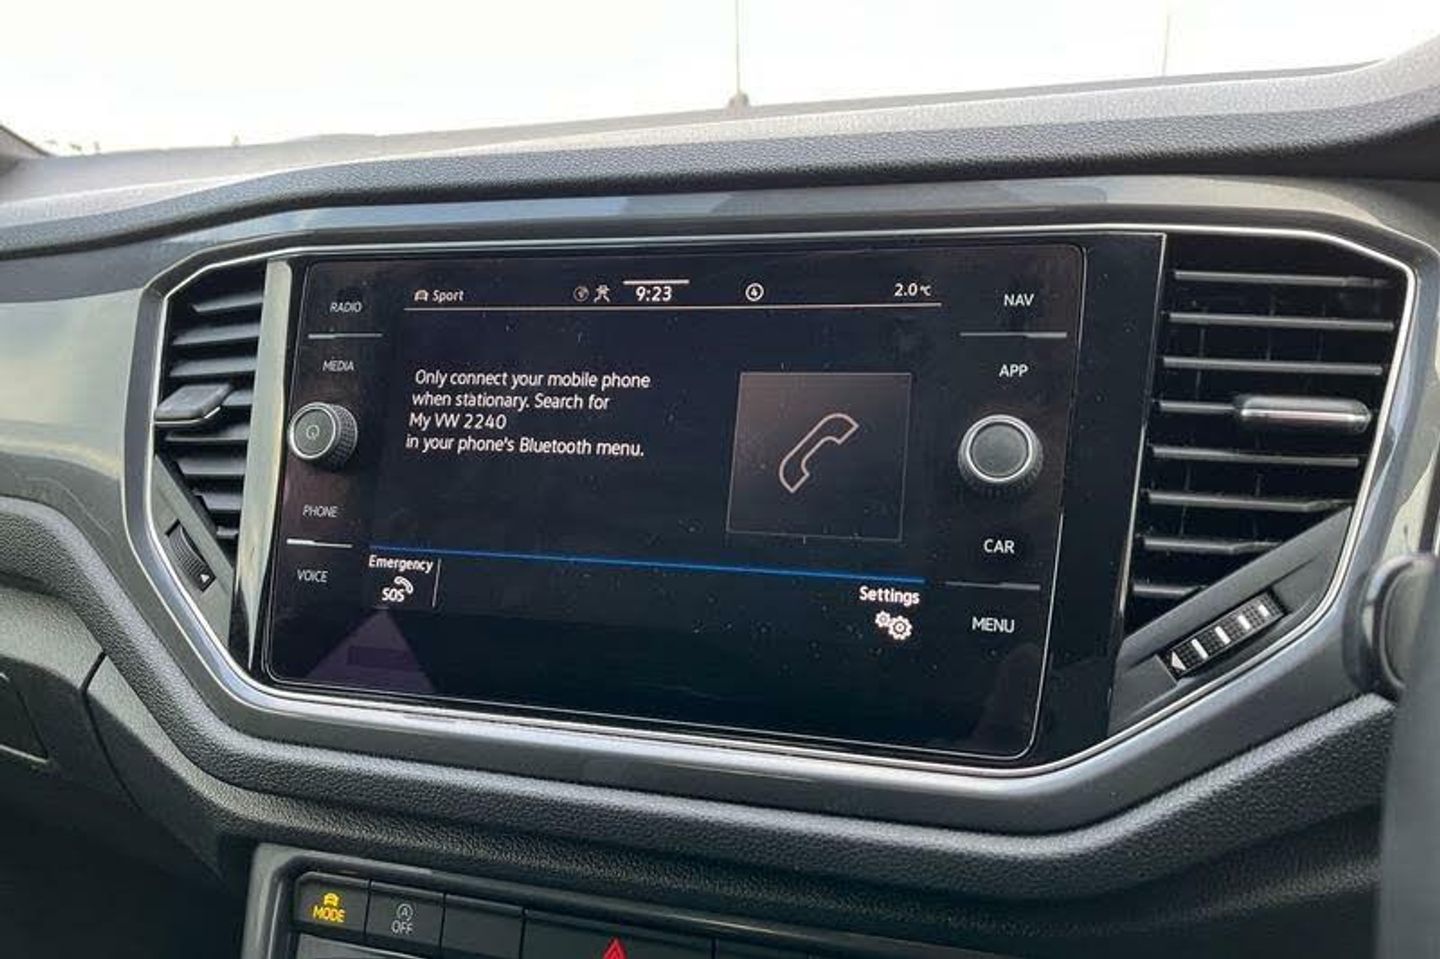 RADIO
MEDIA
PHONE
VOICE
Sport
9:23
4
2.0°C
NAV
APP
CAR
MENU
Only connect your mobile phone
when stationary. Search for
My VW 2240
in your phone's Bluetooth menu.
Emergency
SOS
Settings
MODE
A
OFF